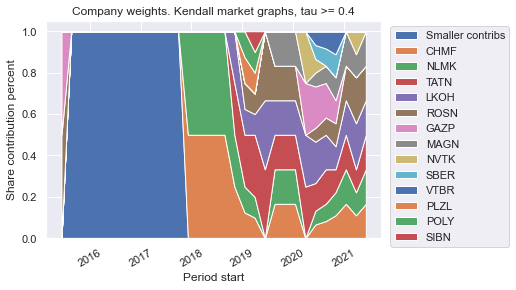 Company weights. Kendall market graphs, tau >= 0.4
Share contribution percent
1.0
0.8
0.6
0.4
0.2
0.0
2016
2017
2018
2019
2020
2021
Period start
Smaller contribs
CHMF
NLMK
TATN
LKOH
ROSN
GAZP
MAGN
NVTK
SBER
VTBR
PLZL
POLY
SIBN